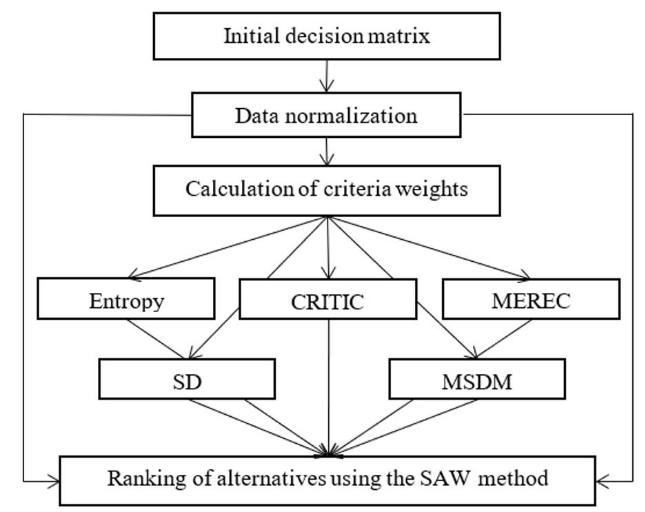 Initial decision matrix
Data normalization
Calculation of criteria weights
Entropy
CRITIC
MEREC
SD
MSDM
Ranking of alternatives using the SAW method